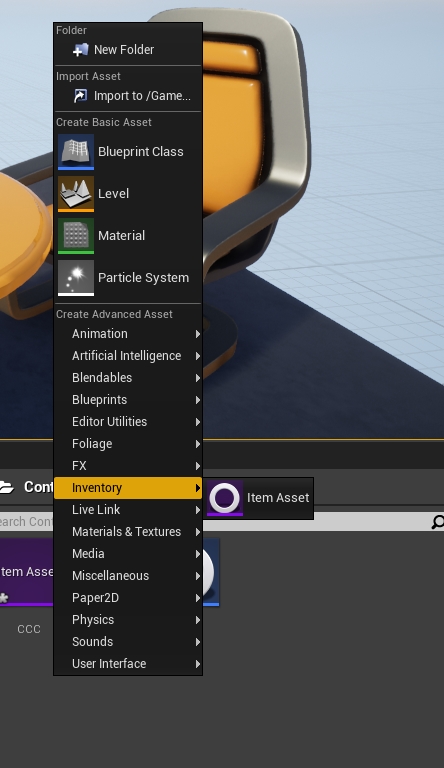 Folder
New Folder
Import Asset
Import to /Game...
Create Basic Asset
Blueprint Class
Level
Material
Particle System
Create Advanced Asset
Animation
Artificial Intelligence
Blendables
Blueprints
Editor Utilities
Foliage
FX
Inventory
Item Asset
Live Link
Materials & Textures
Media
Miscellaneous
Paper2D
Physics
Sounds
User Interface
Cont
earch Con
tem Asse
CCC